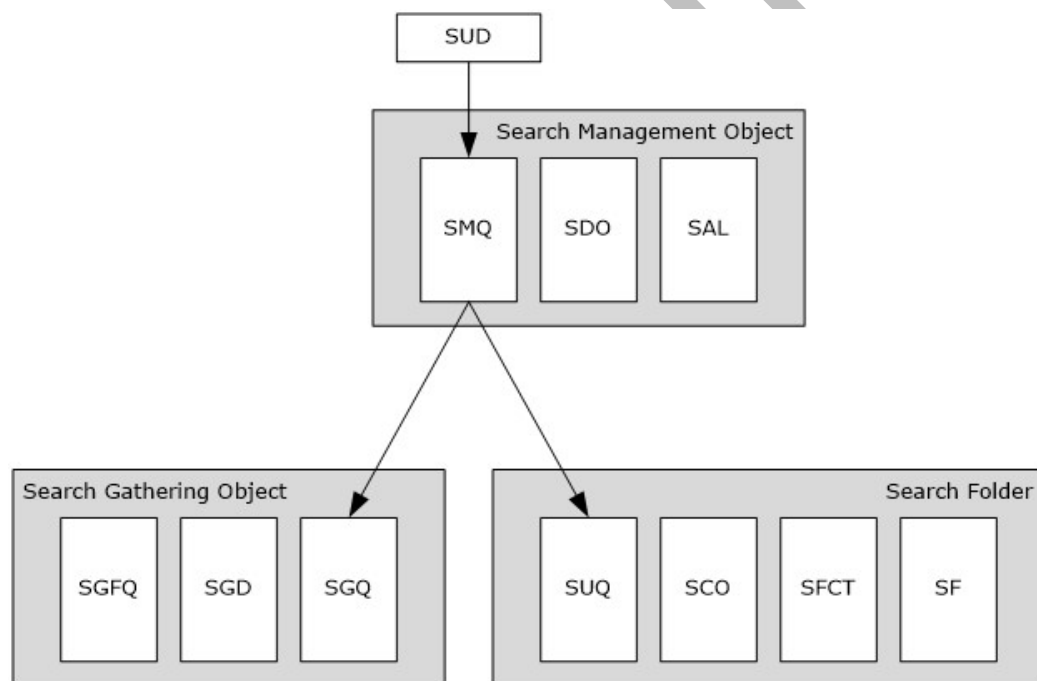 SUD
Search Management Object
SMQ SDO SAL
Search Gathering Object
SGFQ SGD SGQ
Search Folder
SUQ SCO SFCT SF